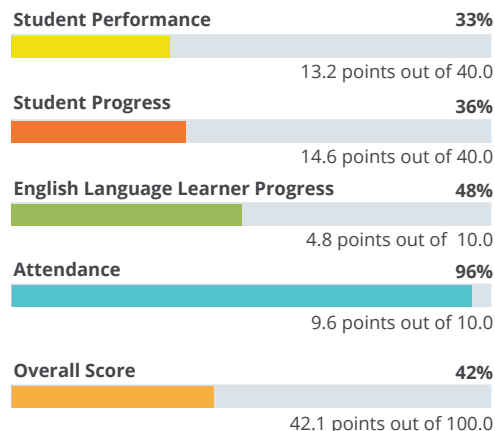 Student Performance 33%
13.2 points out of 40.0
Student Progress 36%
14.6 points out of 40.0
English Language Learner Progress 48%
4.8 points out of 10.0
Attendance 96%
9.6 points out of 10.0
Overall Score 42%
42.1 points out of 100.0